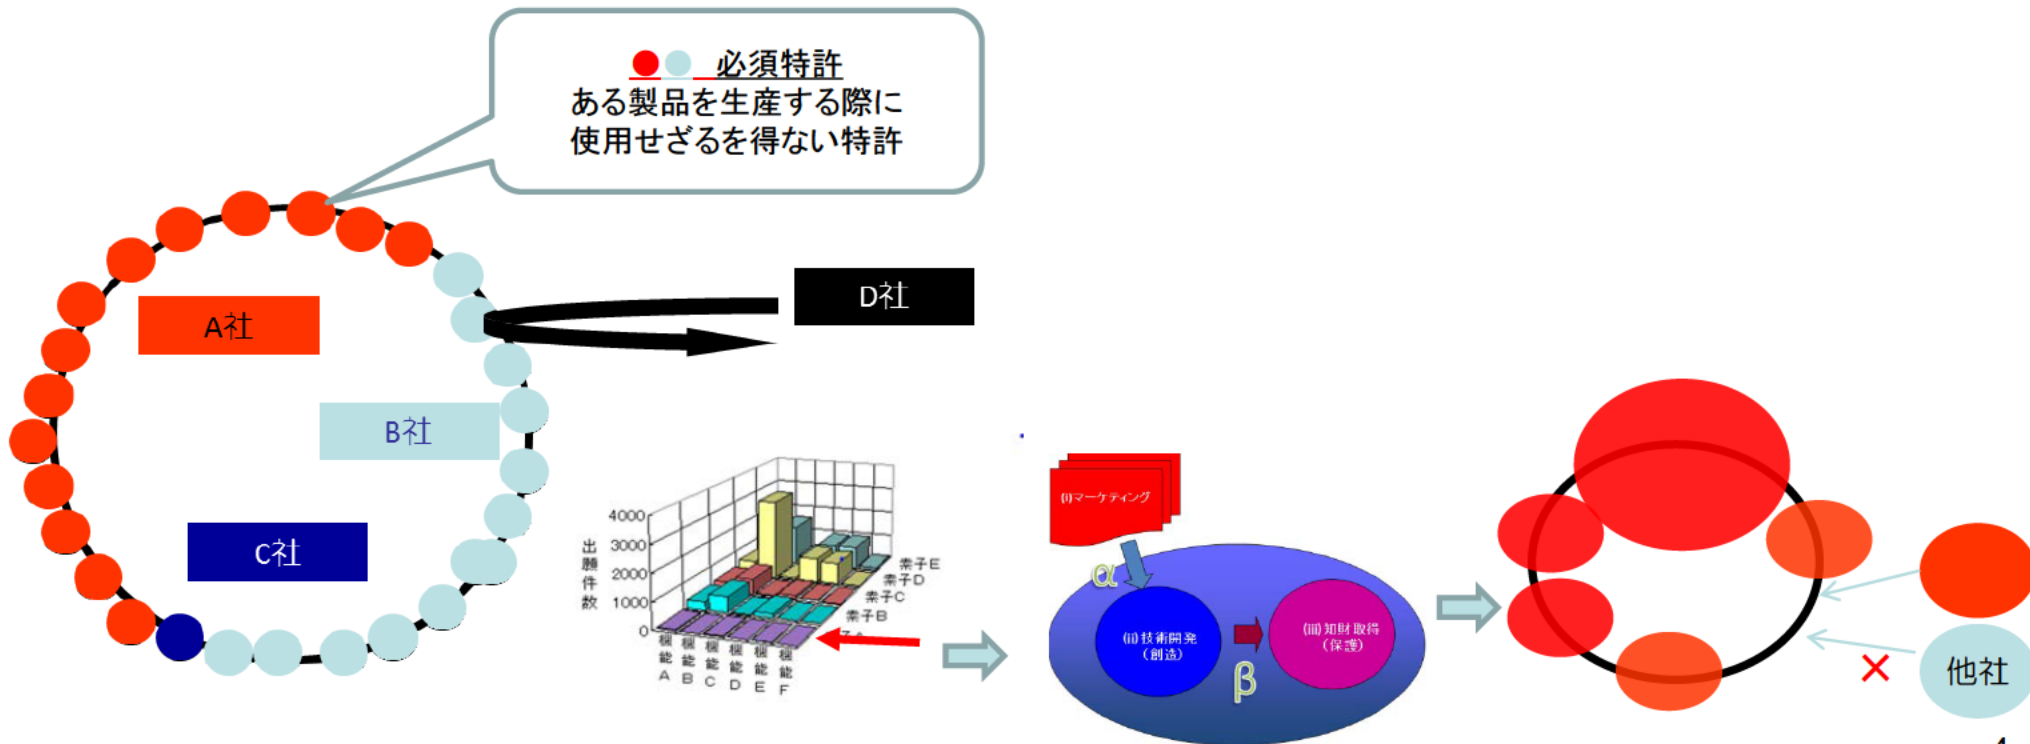 必須特許
ある製品を生産する際に
使用せざるを得ない特許
D社
A社
B社
C社
出願件数
4000
3000
2000
1000
0
素子E
素子D
素子C
素子B
機能A
機能B
機能C
機能D
機能E
機能F
(i)マーケティング
α
(ii)技術開発
(創造)
β
(iii)知財取得
(保護)
×
他社